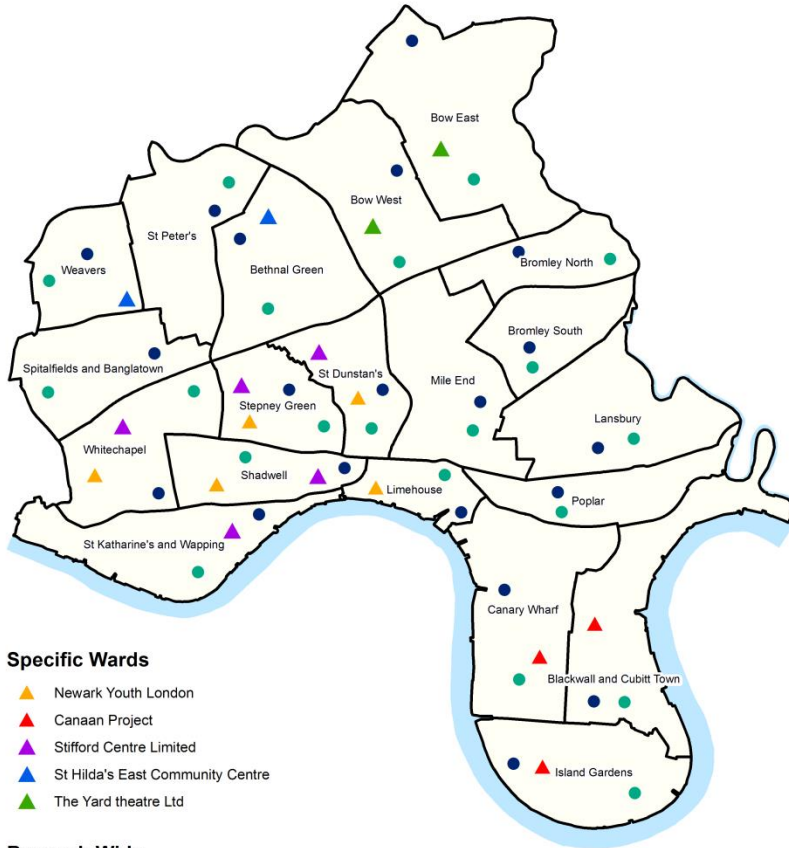 Bow East
Bow West
St Peter's
Weavers
Bethnal Green
Bromley North
Bromley South
Spitalfields and Banglatown
St Dunstan's
Mile End
Stepney Green
Lansbury
Whitechapel
Shadwell
Limehouse
Poplar
St Katharine's and Wapping
Canary Wharf
Blackwall and Cubitt Town
Island Gardens
Specific Wards
Newark Youth London
Canaan Project
Stifford Centre Limited
St Hilda's East Community Centre
The Yard theatre Ltd